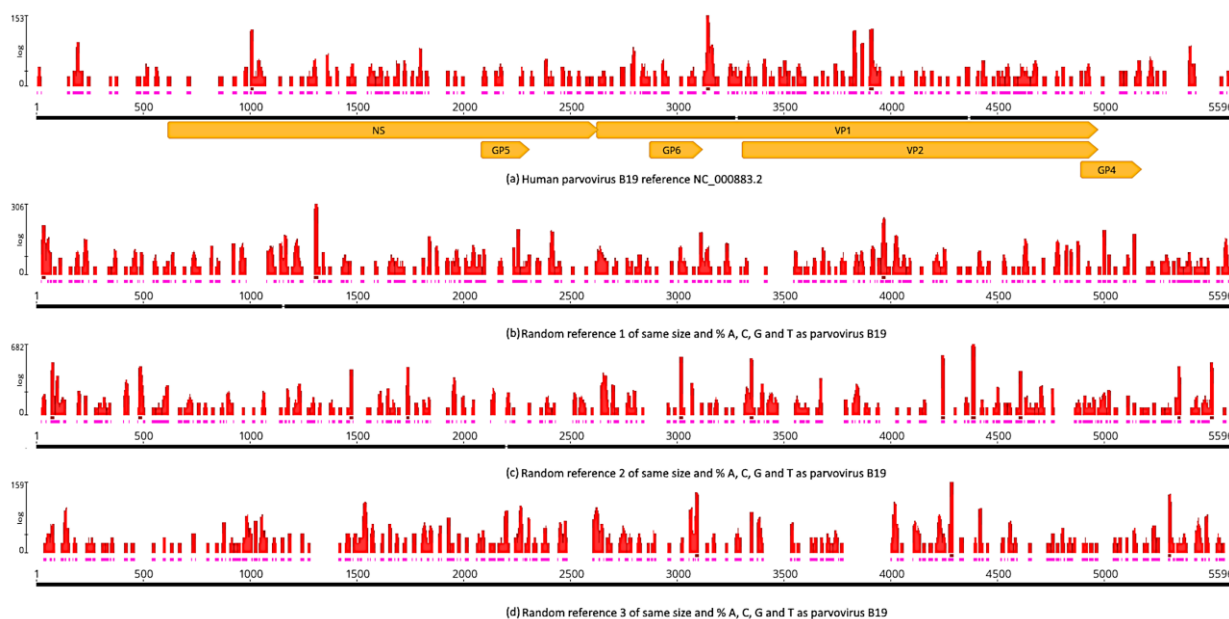 153
log
0
1 500 1000 1500 2000 2500 3000 3500 4000 4500 5000 5596
NS VP1
GP5 GP6 VP2
GP4
(a) Human parvovirus B19 reference NC_000883.2
306
log
0
1 500 1000 1500 2000 2500 3000 3500 4000 4500 5000 5596
(b) Random reference 1 of same size and % A, C, G and T as parvovirus B19
682
log
0
1 500 1000 1500 2000 2500 3000 3500 4000 4500 5000 5596
(c) Random reference 2 of same size and % A, C, G and T as parvovirus B19
159
log
0
1 500 1000 1500 2000 2500 3000 3500 4000 4500 5000 5596
(d) Random reference 3 of same size and % A, C, G and T as parvovirus B19